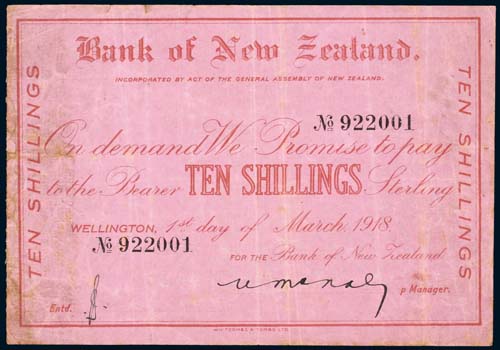 Bank of New Zealand.
INCORPORATED BY ACT OF THE GENERAL ASSEMBLY OF NEW ZEALAND.
TEN SHILLINGS
TEN SHILLINGS
No 922001
On demand We Promise to pay
to the Bearer TEN SHILLINGS Sterling
WELLINGTON, 1st day of March, 1918.
No 922001
FOR THE Bank of New Zealand
Entd.
p Manager.